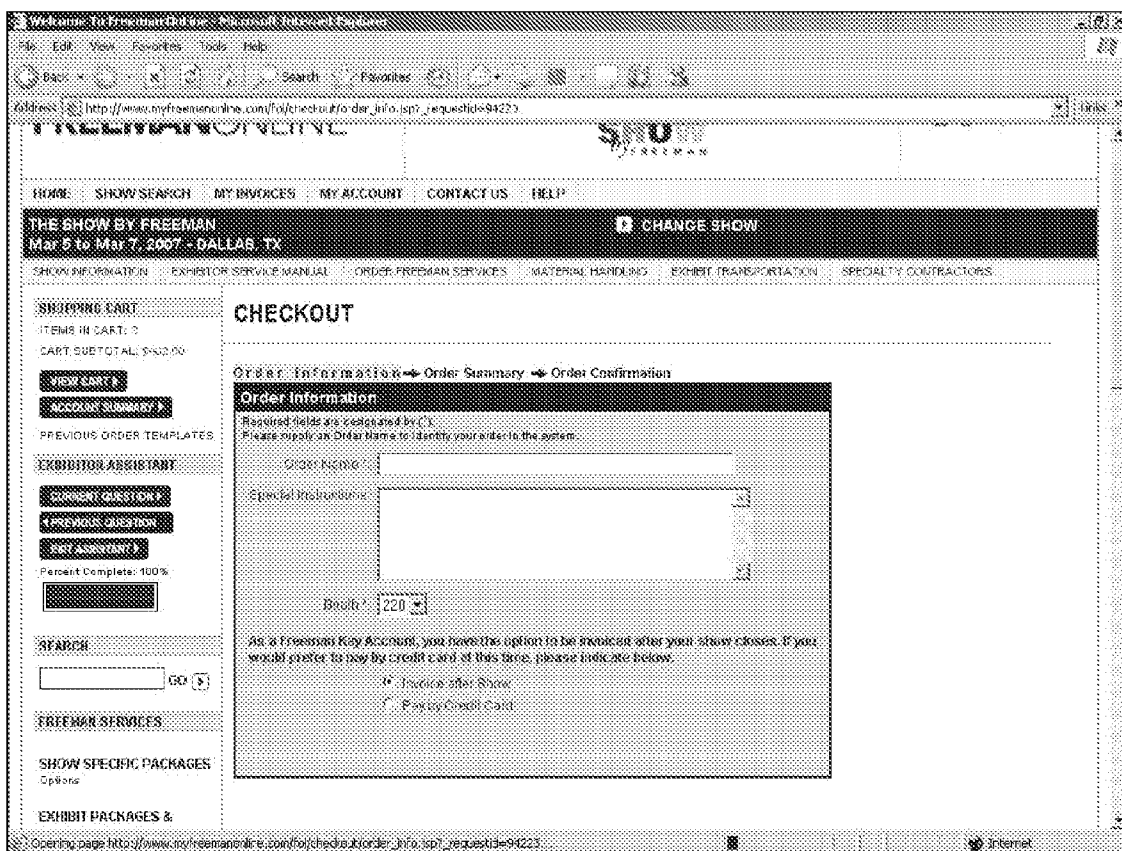 Welcome To FreemanOnline - Microsoft Internet Explorer
File Edit View Favorites Tools Help
Back Search Favorites
Address http://www.myfreemanonline.com/fol/checkout/order_info.jsp?_requestid=94223 Links
FREEMANONLINE
SHOW
FREEMAN
HOME SHOW SEARCH MY INVOICES MY ACCOUNT CONTACT US HELP
THE SHOW BY FREEMAN
Mar 5 to Mar 7, 2007 - DALLAS, TX
CHANGE SHOW
SHOW INFORMATION EXHIBITOR SERVICE MANUAL ORDER FREEMAN SERVICES MATERIAL HANDLING EXHIBIT TRANSPORTATION SPECIALTY CONTRACTORS
SHOPPING CART
ITEMS IN CART:
CART SUBTOTAL:
VIEW CART
ACCOUNT SUMMARY
PREVIOUS ORDER TEMPLATES
EXHIBITOR ASSISTANT
CURRENT QUESTION
PREVIOUS QUESTION
EXIT ASSISTANT
Percent Complete: 100%
SEARCH
GO
FREEMAN SERVICES
SHOW SPECIFIC PACKAGES
Options
EXHIBIT PACKAGES &
CHECKOUT
Order Information Order Summary Order Confirmation
Order Information
Required fields are designated by (*).
Please supply an Order Name to identify your order in the system.
Order Name *
Special Instructions
Booth * 220
As a Freeman Key Account, you have the option to be invoiced after your show closes. If you
would prefer to pay by credit card at this time, please indicate below.
Invoice after Show
Pay by Credit Card
Opening page http://www.myfreemanonline.com/fol/checkout/order_info.jsp?_requestid=94223... Internet